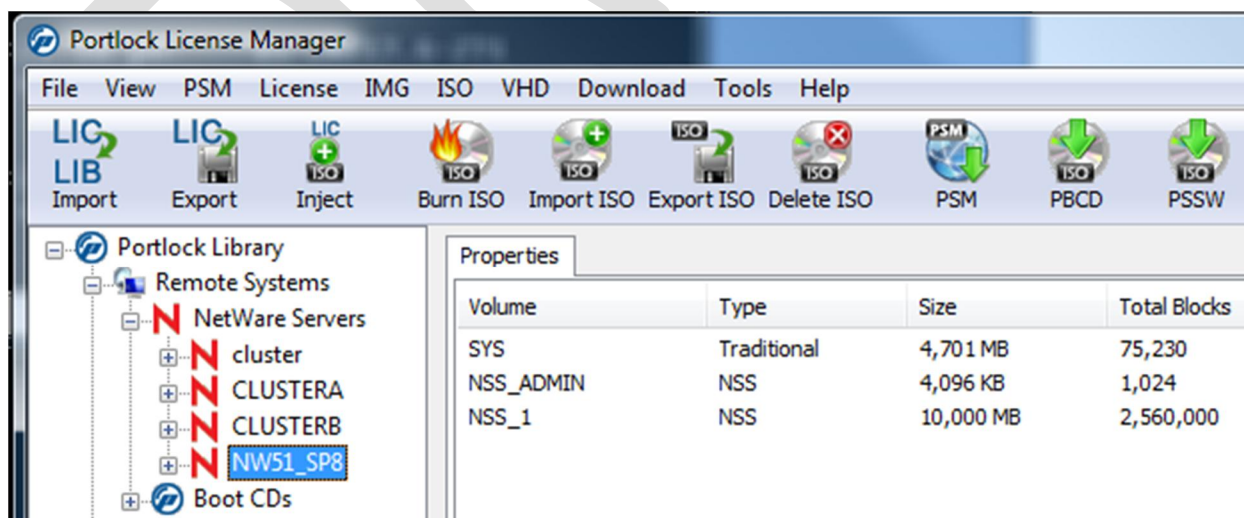 Portlock License Manager
File View PSM License IMG ISO VHD Download Tools Help
LIC LIB Import
LIC Export
LIC ISO Inject
ISO Burn ISO
ISO Import ISO
ISO Export ISO
ISO Delete ISO
PSM PSM
ISO PBCD
ISO PSSW
Portlock Library
Remote Systems
NetWare Servers
cluster
CLUSTERA
CLUSTERB
NW51_SP8
Boot CDs
Properties
Volume Type Size Total Blocks
SYS Traditional 4,701 MB 75,230
NSS_ADMIN NSS 4,096 KB 1,024
NSS_1 NSS 10,000 MB 2,560,000